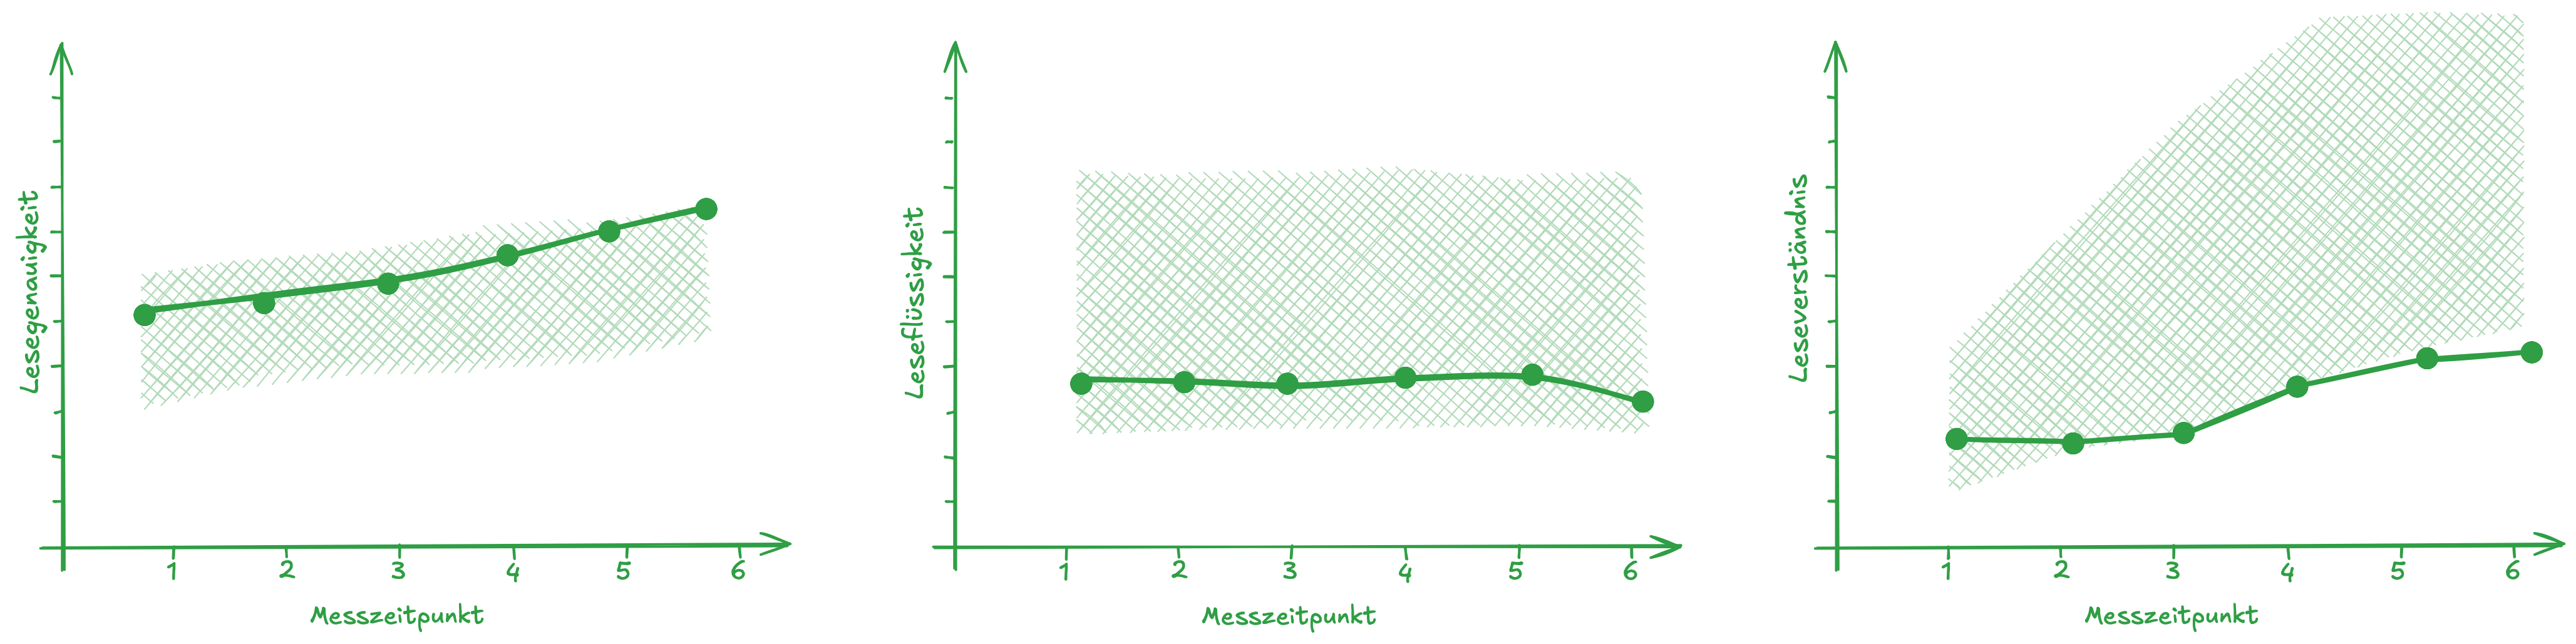 Lesegenauigkeit
1 2 3 4 5 6
Messzeitpunkt
Leseflüssigkeit
1 2 3 4 5 6
Messzeitpunkt
Leseverständnis
1 2 3 4 5 6
Messzeitpunkt